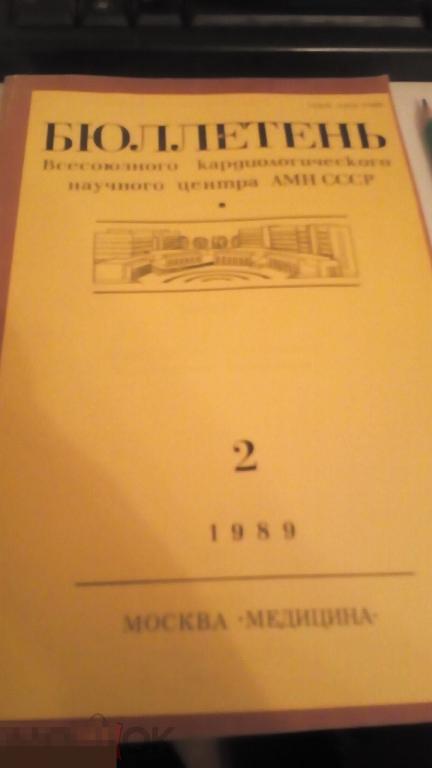 БЮЛЛЕТЕНЬ
Всесоюзного кардиологического
научного центра АМН СССР
2
1989
МОСКВА «МЕДИЦИНА»